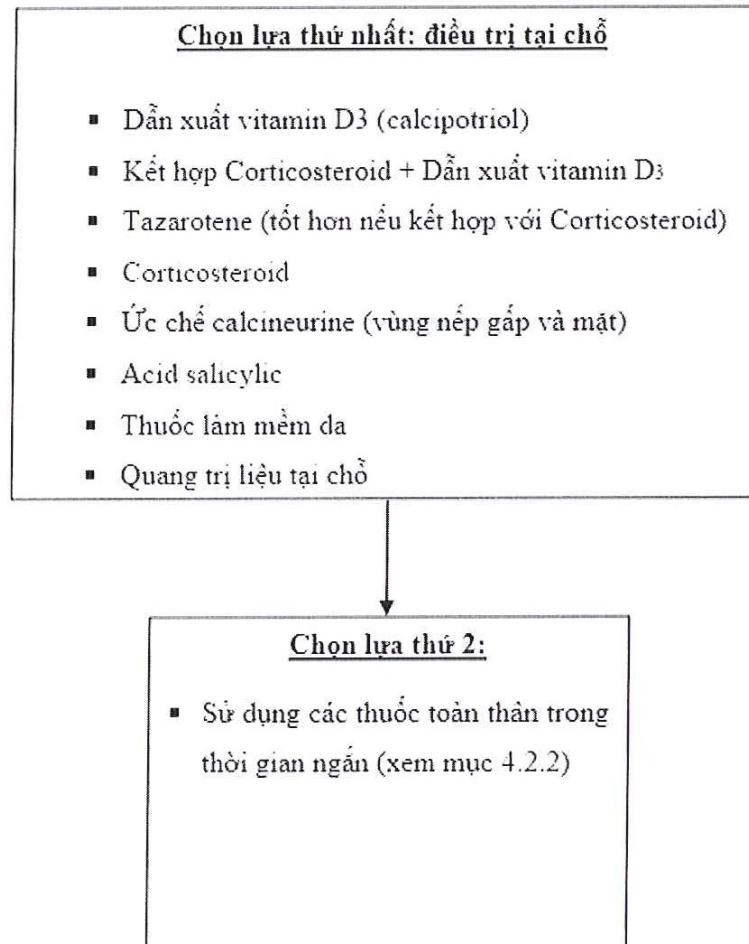 Chọn lựa thứ nhất: điều trị tại chỗ
▪ Dẫn xuất vitamin D3 (calcipotriol)
▪ Kết hợp Corticosteroid + Dẫn xuất vitamin D3
▪ Tazarotene (tốt hơn nếu kết hợp với Corticosteroid)
▪ Corticosteroid
▪ Ức chế calcineurine (vùng nếp gấp và mặt)
▪ Acid salicylic
▪ Thuốc làm mềm da
▪ Quang trị liệu tại chỗ
Chọn lựa thứ 2:
▪ Sử dụng các thuốc toàn thân trong
thời gian ngắn (xem mục 4.2.2)